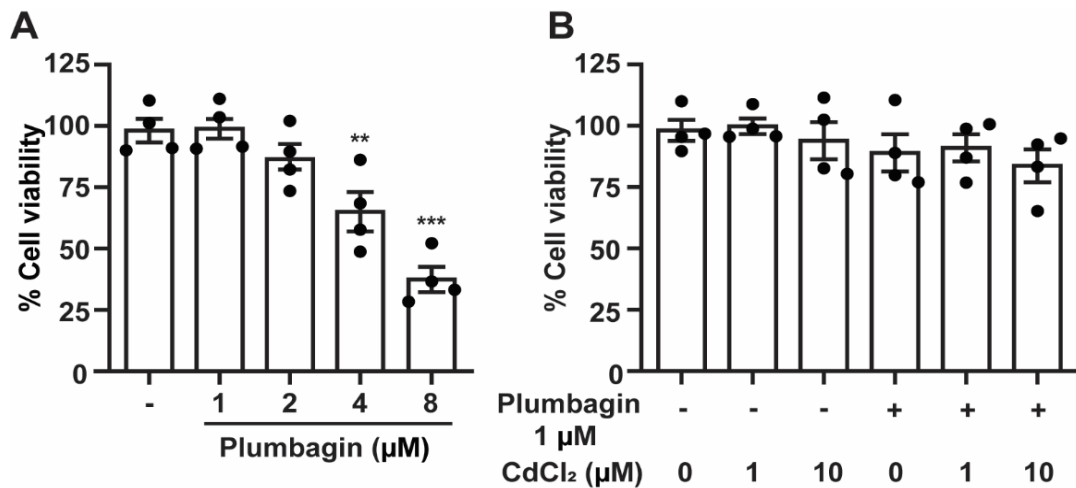 A
% Cell viability
125
100
75
50
25
0
**
***
- 1 2 4 8
Plumbagin (µM)
B
% Cell viability
125
100
75
50
25
0
Plumbagin - - - + + +
1 µM
CdCl₂ (µM) 0 1 10 0 1 10